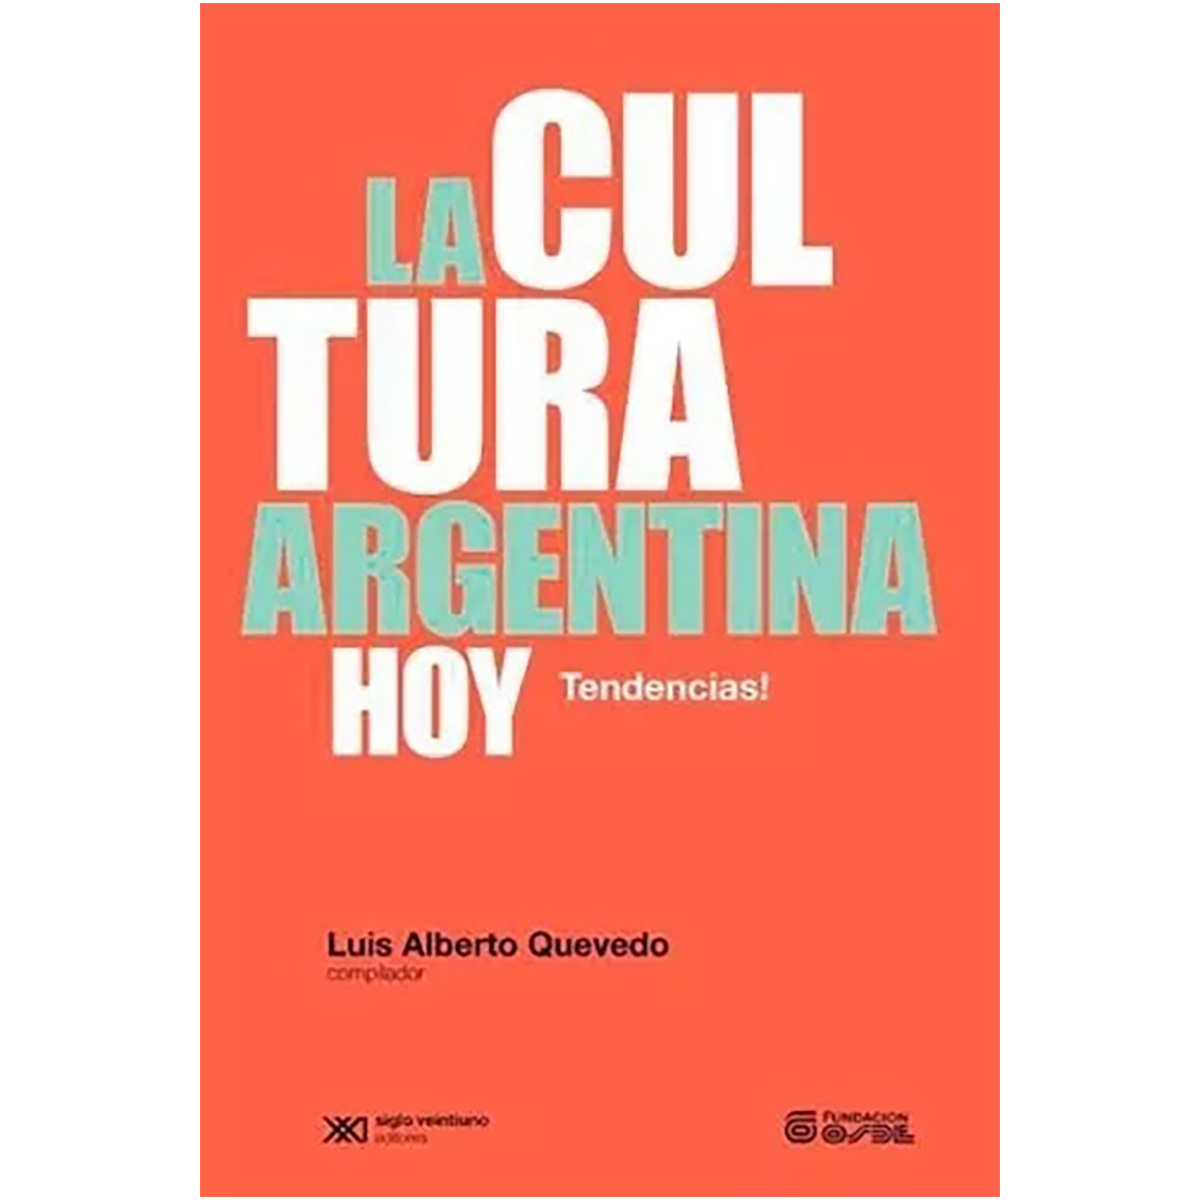 LA CUL
TURA
ARGENTINA
HOY Tendencias!
Luis Alberto Quevedo
compilador
siglo veintiuno
editores
FUNDACION
OSDE